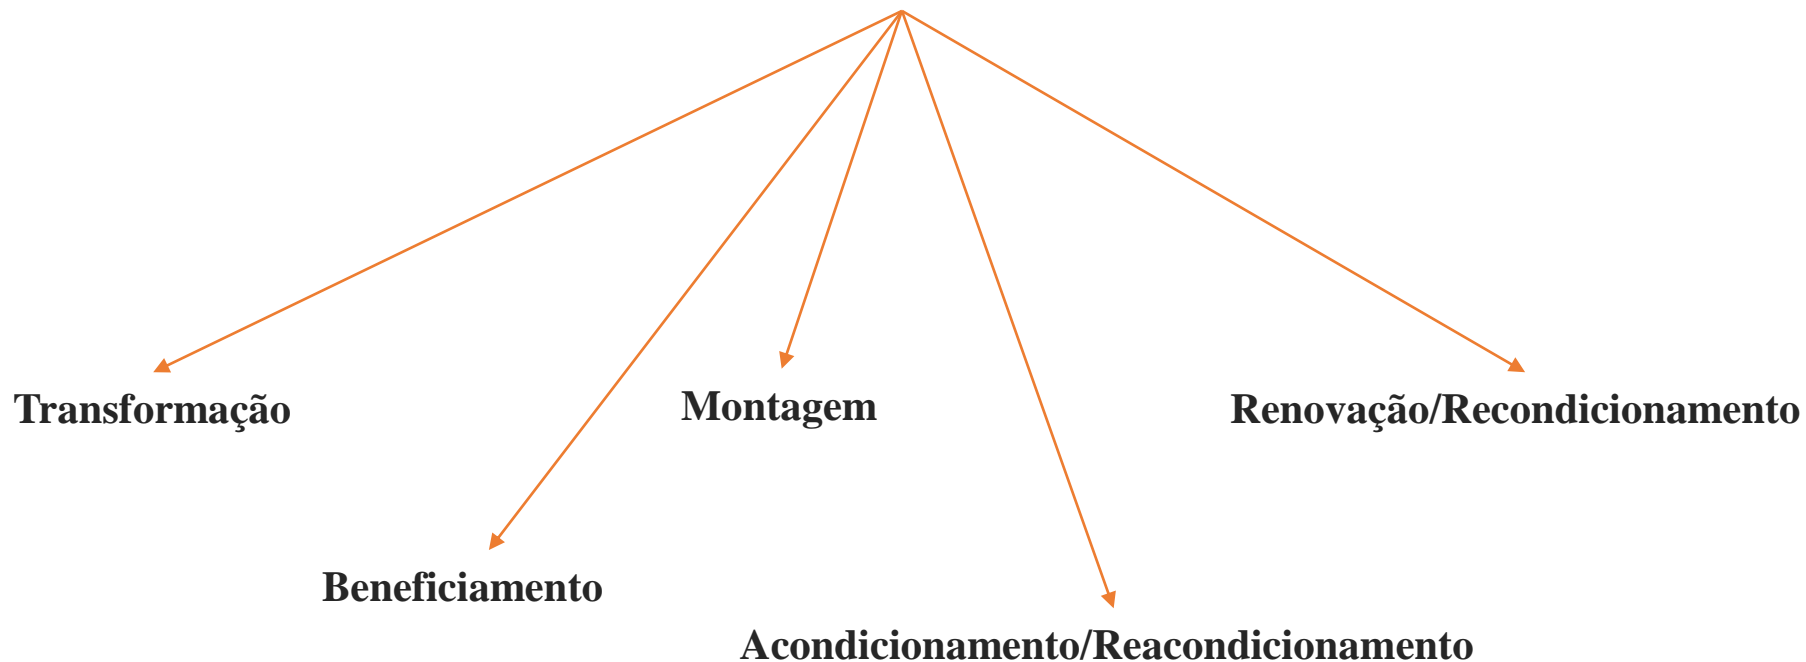 Transformação
Montagem
Renovação/Recondicionamento
Beneficiamento
Acondicionamento/Reacondicionamento